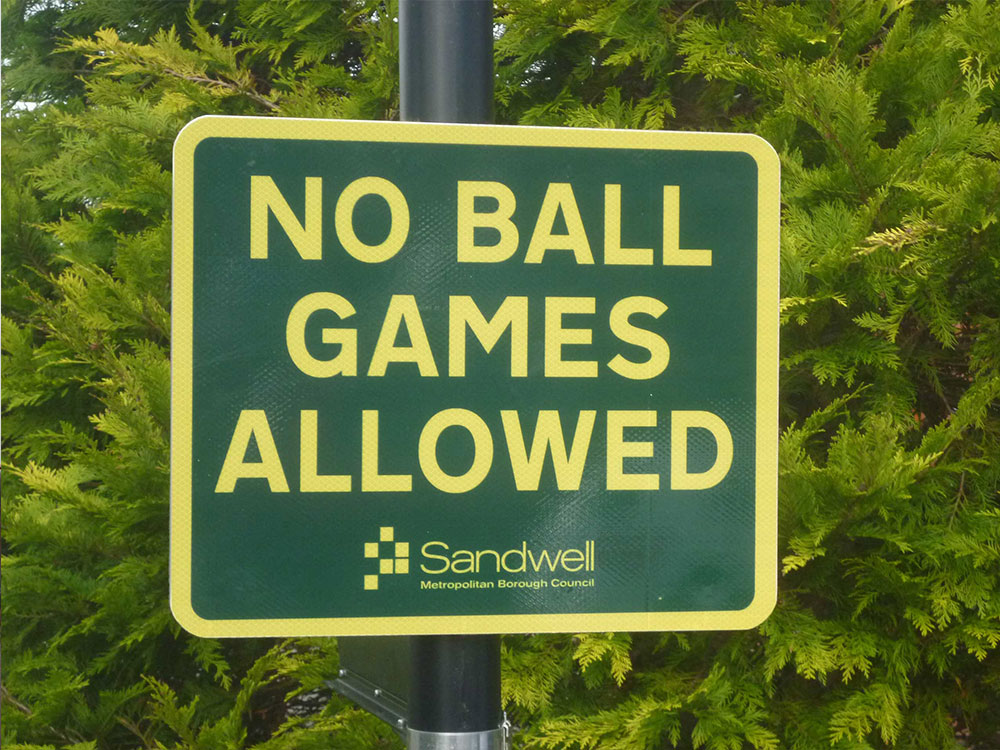 NO BALL
GAMES
ALLOWED
Sandwell
Metropolitan Borough Council